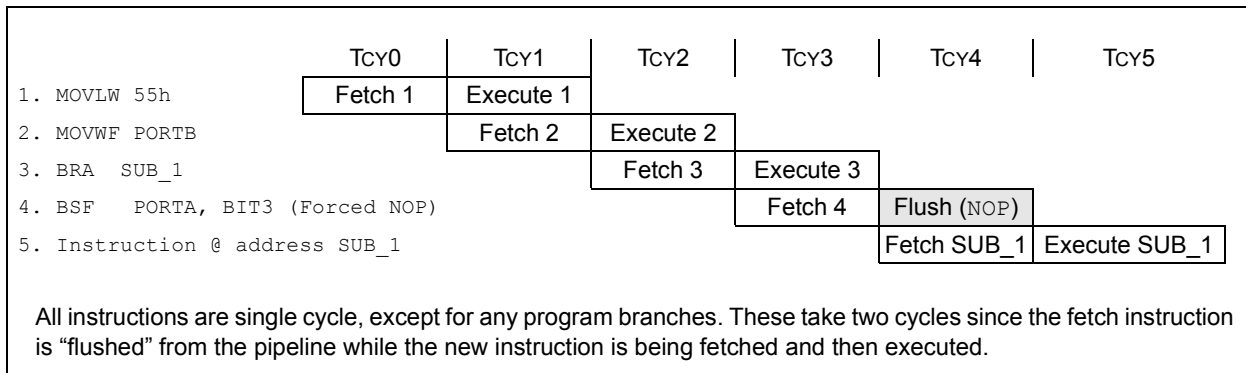 TCY0 TCY1 TCY2 TCY3 TCY4 TCY5
1. MOVLW 55h Fetch 1 Execute 1
2. MOVWF PORTB Fetch 2 Execute 2
3. BRA SUB_1 Fetch 3 Execute 3
4. BSF PORTA, BIT3 (Forced NOP) Fetch 4 Flush (NOP)
5. Instruction @ address SUB_1 Fetch SUB_1 Execute SUB_1
All instructions are single cycle, except for any program branches. These take two cycles since the fetch instruction
is “flushed” from the pipeline while the new instruction is being fetched and then executed.